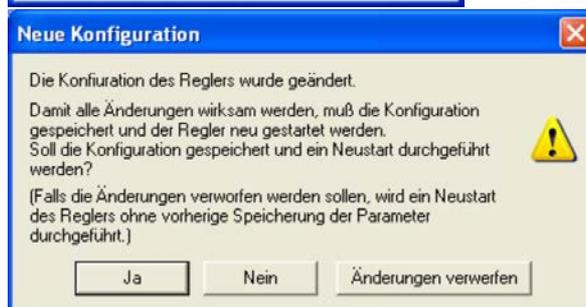 Neue Konfiguration
Die Konfiuration des Reglers wurde geändert.
Damit alle Änderungen wirksam werden, muß die Konfiguration
gespeichert und der Regler neu gestartet werden.
Soll die Konfiguration gespeichert und ein Neustart durchgeführt
werden?
(Falls die Änderungen verworfen werden sollen, wird ein Neustart
des Reglers ohne vorherige Speicherung der Parameter
durchgeführt.)
Ja Nein Änderungen verwerfen